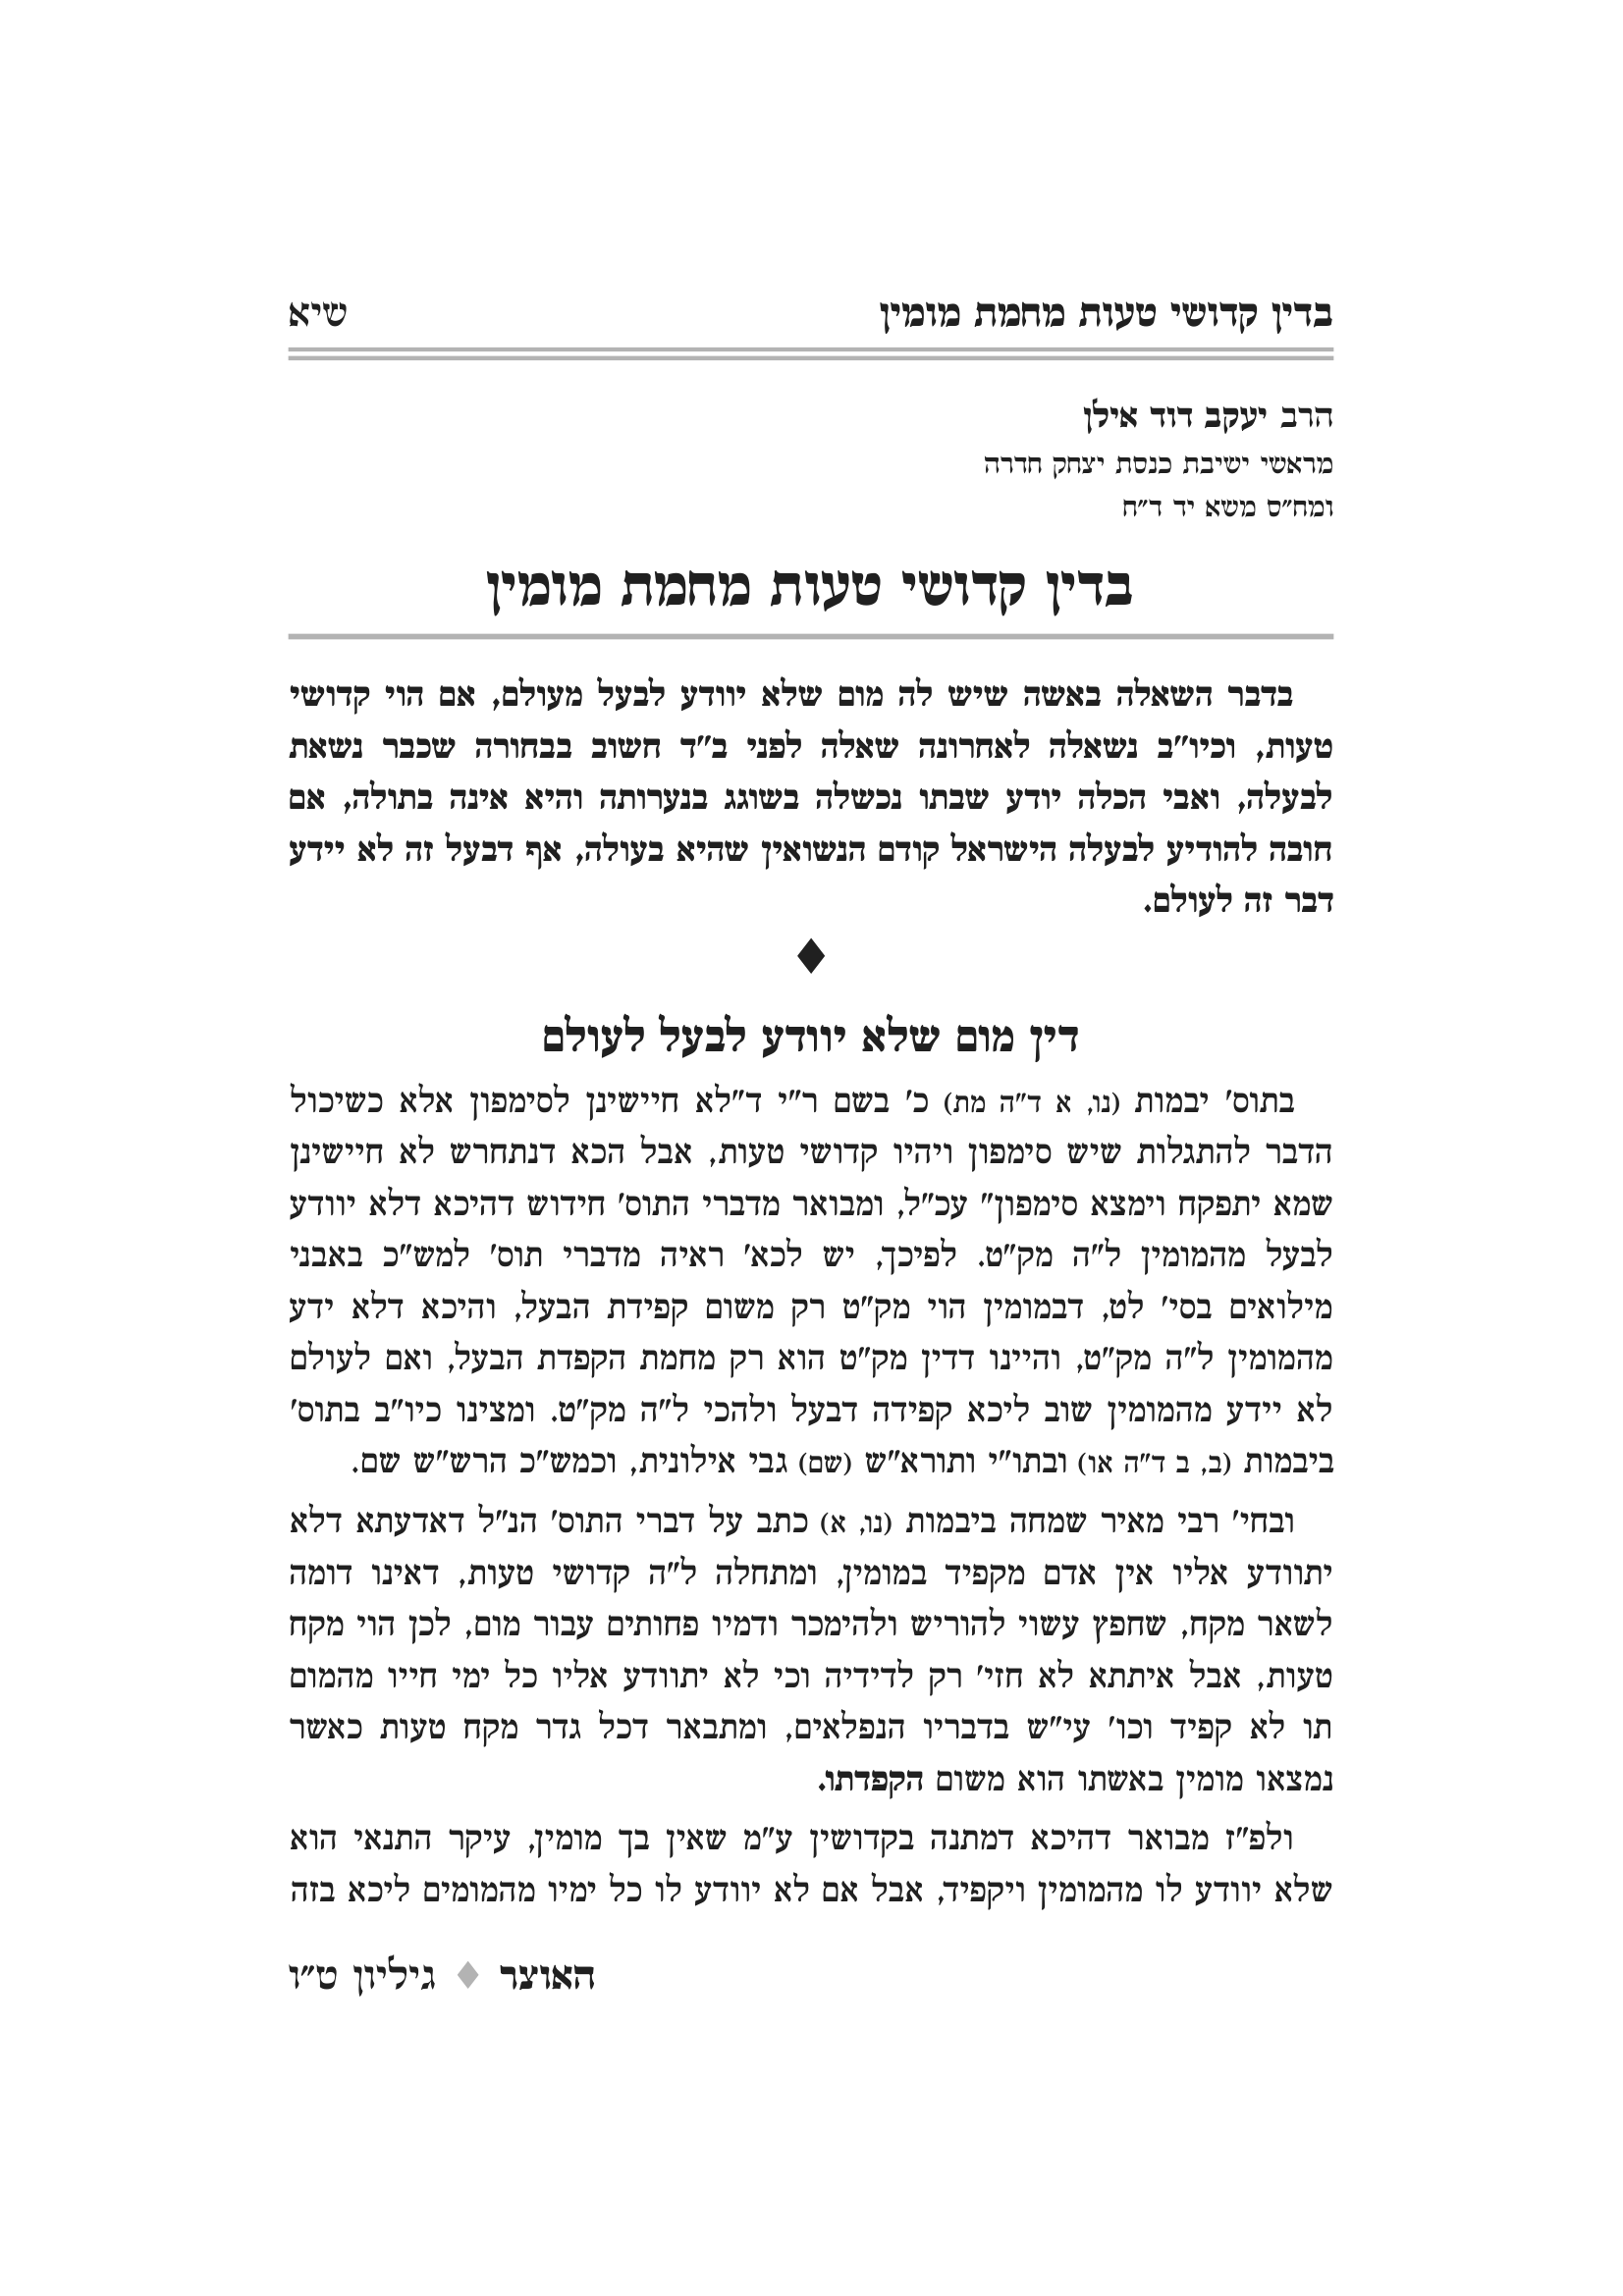 בדין קדושי טעות מחמת מומין שיא
הרב יעקב דוד אילן
מראשי ישיבת כנסת יצחק חדרה
ומח״ס משא יד ד״ח
בדין קדושי טעות מחמת מומין
בדבר השאלה באשה שיש לה מום שלא יוודע לבעל מעולם, אם הוי קדושי
טעות, וכיו״ב נשאלה לאחרונה שאלה לפני ב״ד חשוב בבחורה שכבר נשאת
לבעלה, ואבי הכלה יודע שבתו נכשלה בשוגג בנערותה והיא אינה בתולה, אם
חובה להודיע לבעלה הישראל קודם הנשואין שהיא בעולה, אף דבעל זה לא יידע
דבר זה לעולם.
♦
דין מום שלא יוודע לבעל לעולם
בתוס׳ יבמות (נו, א ד״ה מת) כ׳ בשם ר״י ד״לא חיישינן לסימפון אלא כשיכול
הדבר להתגלות שיש סימפון ויהיו קדושי טעות, אבל הכא דנתחרש לא חיישינן
שמא יתפקח וימצא סימפון״ עכ״ל, ומבואר מדברי התוס׳ חידוש דהיכא דלא יוודע
לבעל מהמומין ל״ה מק״ט. לפיכך, יש לכא׳ ראיה מדברי תוס׳ למש״כ באבני
מילואים בסי׳ לט, דבמומין הוי מק״ט רק משום קפידת הבעל, והיכא דלא ידע
מהמומין ל״ה מק״ט, והיינו דדין מק״ט הוא רק מחמת הקפדת הבעל, ואם לעולם
לא יידע מהמומין שוב ליכא קפידה דבעל ולהכי ל״ה מק״ט. ומצינו כיו״ב בתוס׳
ביבמות (ב, ב ד״ה או) ובתו״י ותורא״ש (שם) גבי אילונית, וכמש״כ הרש״ש שם.
ובחי׳ רבי מאיר שמחה ביבמות (נו, א) כתב על דברי התוס׳ הנ״ל דאדעתא דלא
יתוודע אליו אין אדם מקפיד במומין, ומתחלה ל״ה קדושי טעות, דאינו דומה
לשאר מקח, שחפץ עשוי להוריש ולהימכר ודמיו פחותים עבור מום, לכן הוי מקח
טעות, אבל איתתא לא חזי׳ רק לדידיה וכי לא יתוודע אליו כל ימי חייו מהמום
תו לא קפיד וכו׳ עי״ש בדבריו הנפלאים, ומתבאר דכל גדר מקח טעות כאשר
נמצאו מומין באשתו הוא משום הקפדתו.
ולפ״ז מבואר דהיכא דמתנה בקדושין ע״מ שאין בך מומין, עיקר התנאי הוא
שלא יוודע לו מהמומין ויקפיד, אבל אם לא יוודע לו כל ימיו מהמומים ליכא בזה
האוצר ♦ גיליון ט״ו